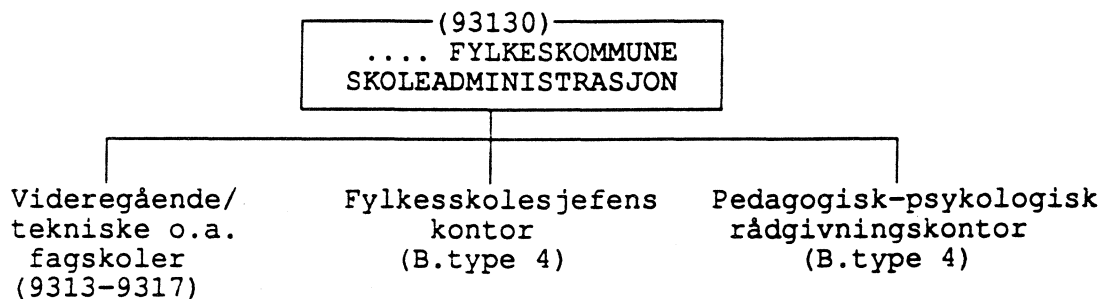 (93130)
.... FYLKESKOMMUNE
SKOLEADMINISTRASJON
Videregående/
tekniske o.a.
fagskoler
(9313-9317)
Fylkesskolesjefens
kontor
(B.type 4)
Pedagogisk-psykologisk
rådgivningskontor
(B.type 4)